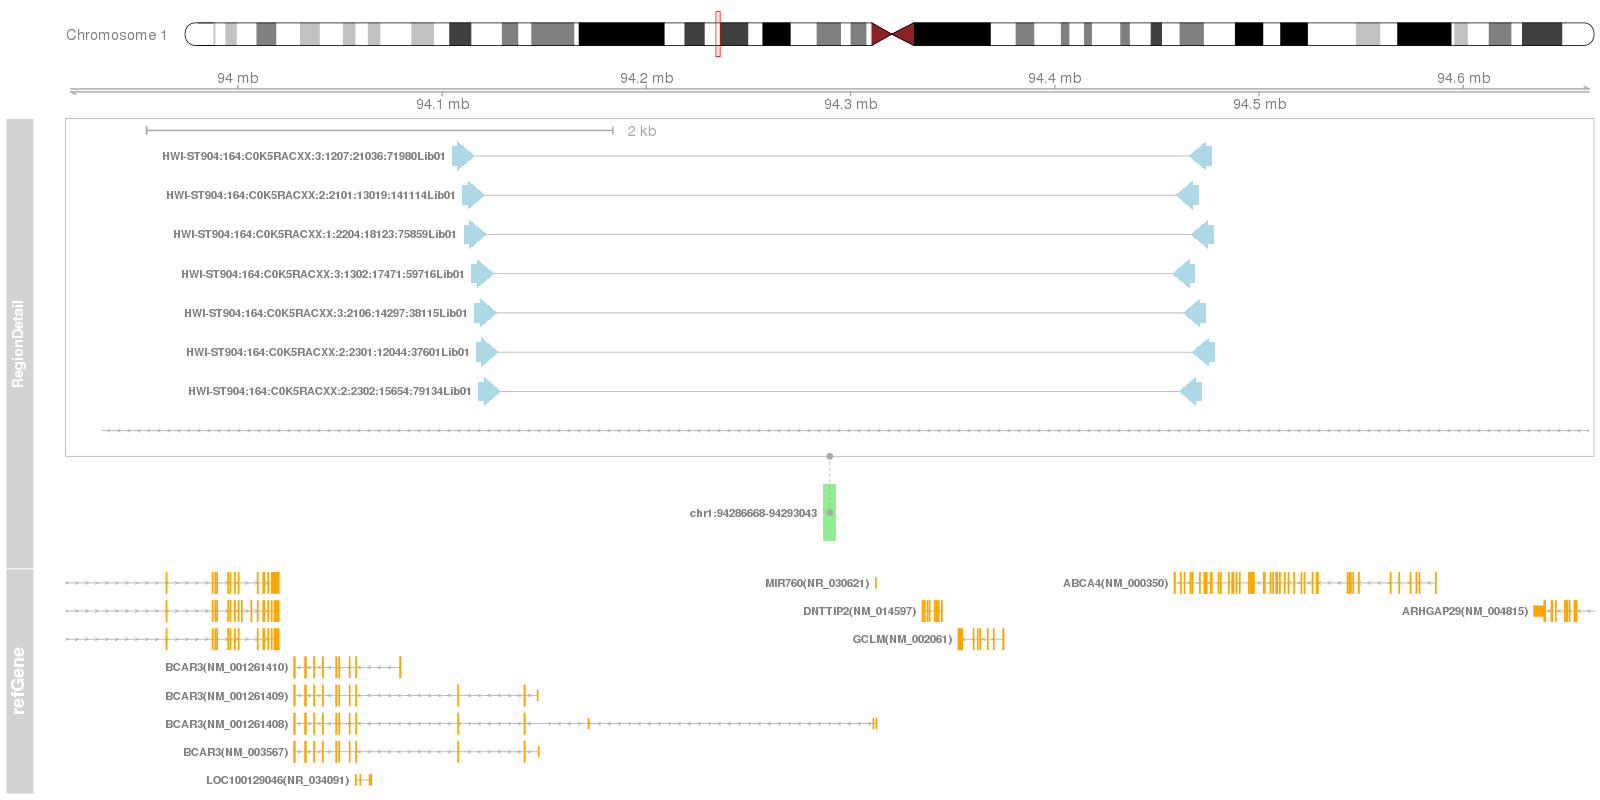 Chromosome 1
94 mb
94.2 mb
94.4 mb
94.6 mb
94.1 mb
94.3 mb
94.5 mb
RegionDetail
2 kb
HWI-ST904:164:C0K5RACXX:3:1207:21036:71980Lib01
HWI-ST904:164:C0K5RACXX:2:2101:13019:141114Lib01
HWI-ST904:164:C0K5RACXX:1:2204:18123:75859Lib01
HWI-ST904:164:C0K5RACXX:3:1302:17471:59716Lib01
HWI-ST904:164:C0K5RACXX:3:2106:14297:38115Lib01
HWI-ST904:164:C0K5RACXX:2:2301:12044:37601Lib01
HWI-ST904:164:C0K5RACXX:2:2302:15654:79134Lib01
chr1:94286668-94293043
refGene
MIR760(NR_030621)
ABCA4(NM_000350)
DNTTIP2(NM_014597)
ARHGAP29(NM_004815)
GCLM(NM_002061)
BCAR3(NM_001261410)
BCAR3(NM_001261409)
BCAR3(NM_001261408)
BCAR3(NM_003567)
LOC100129046(NR_034091)